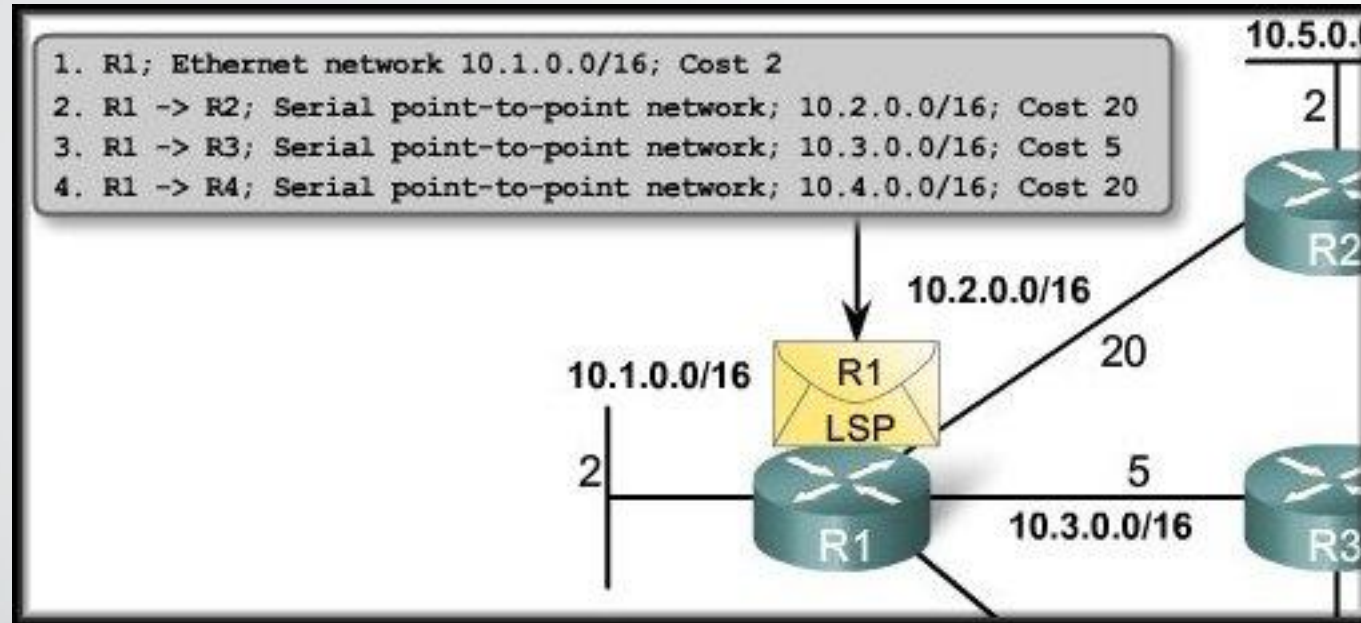 1. R1; Ethernet network 10.1.0.0/16; Cost 2
2. R1 -> R2; Serial point-to-point network; 10.2.0.0/16; Cost 20
3. R1 -> R3; Serial point-to-point network; 10.3.0.0/16; Cost 5
4. R1 -> R4; Serial point-to-point network; 10.4.0.0/16; Cost 20
10.5.0.
2
R2
10.2.0.0/16
20
10.1.0.0/16
R1
LSP
2
5
10.3.0.0/16
R1
R3